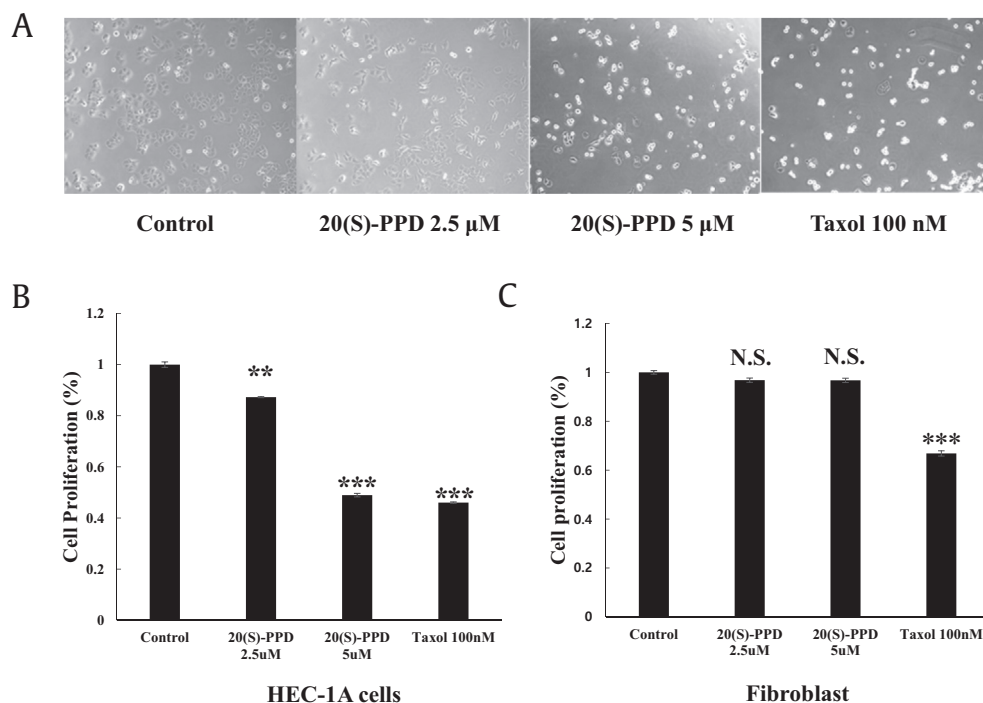 A
Control
20(S)-PPD 2.5 μM
20(S)-PPD 5 μM
Taxol 100 nM
B
Cell Proliferation (%)
1.2
1
0.8
0.6
0.4
0.2
0
**
***
***
Control
20(S)-PPD
2.5uM
20(S)-PPD
5uM
Taxol 100nM
HEC-1A cells
C
Cell proliferation (%)
1.2
1
0.8
0.6
0.4
0.2
0
N.S.
N.S.
***
Control
20(S)-PPD
2.5uM
20(S)-PPD
5uM
Taxol 100nM
Fibroblast